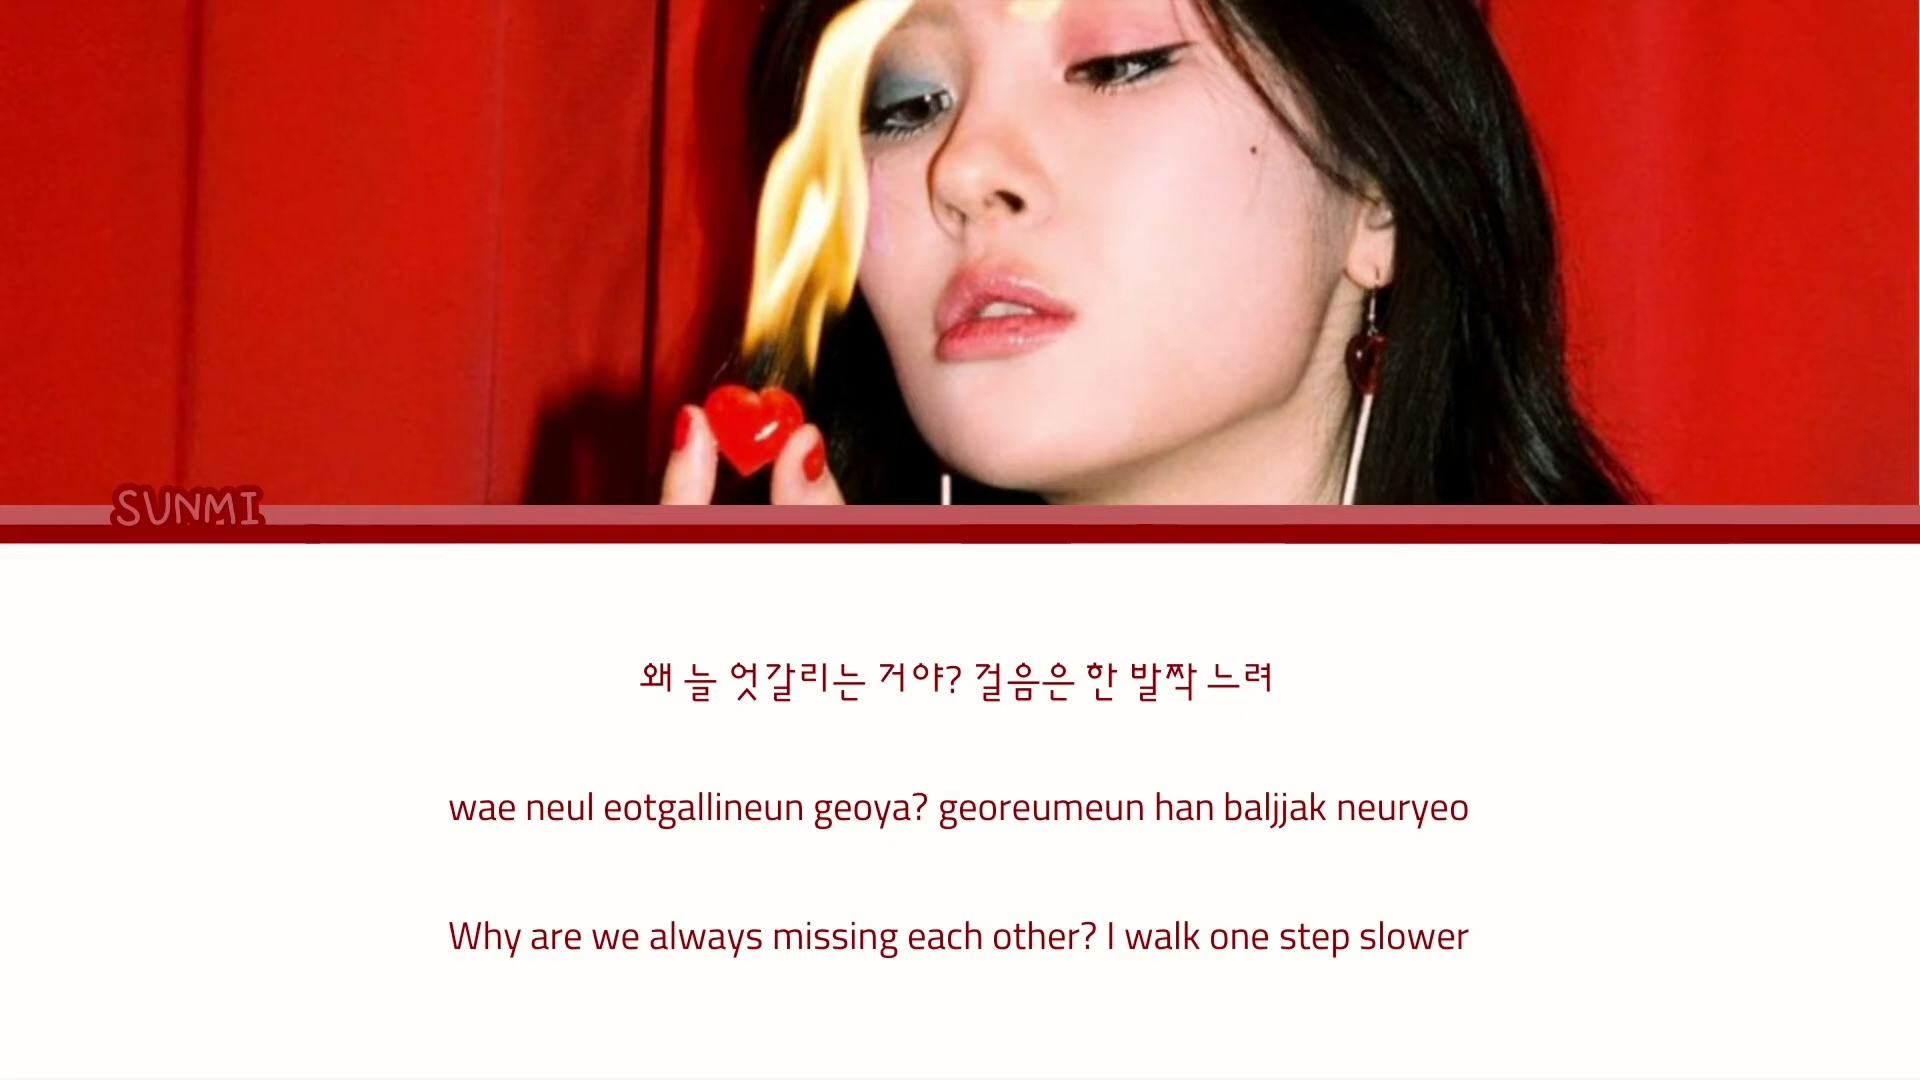 SUNMI
왜 늘 엇갈리는 거야? 걸음은 한 발짝 느려
wae neul eotgallineun geoya? georeumeun han baljjak neuryeo
Why are we always missing each other? I walk one step slower